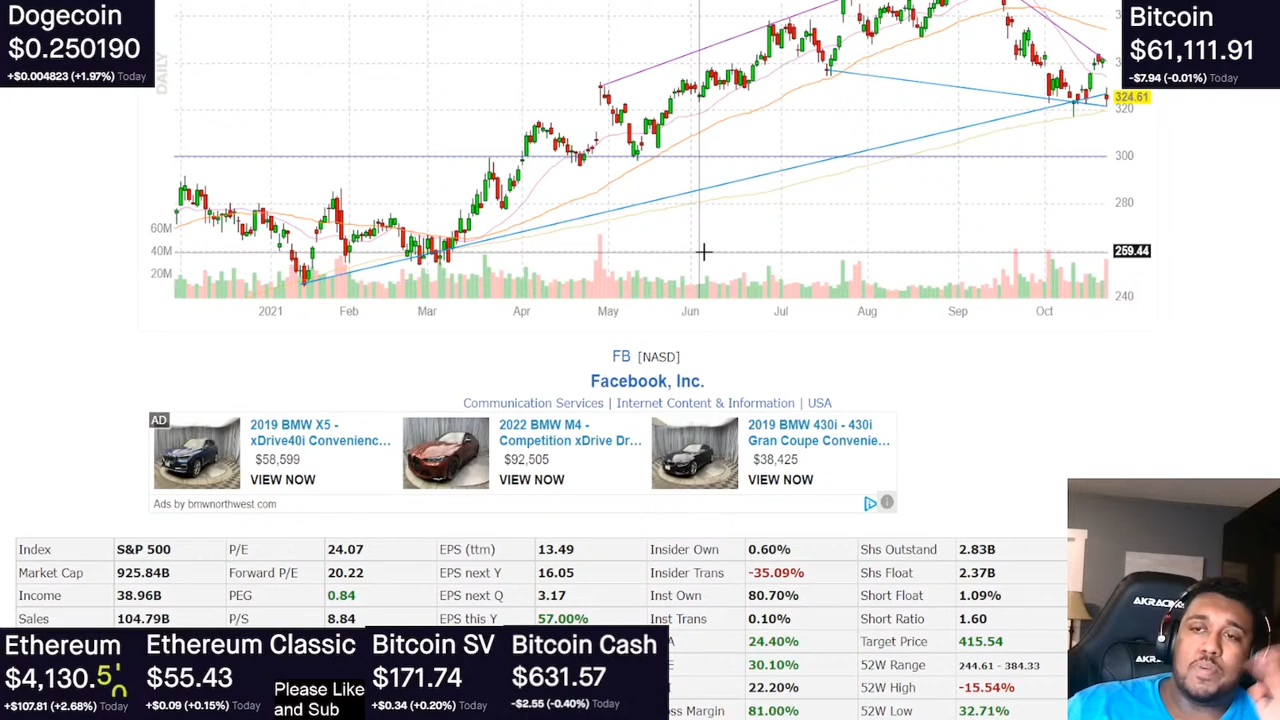 Dogecoin
$0.250190
+$0.004823 (+1.97%) Today
Bitcoin
$61,111.91
-$7.94 (-0.01%) Today
DAILY
324.61
320
300
280
259.44
240
60M
40M
20M
2021
Feb
Mar
Apr
May
Jun
Jul
Aug
Sep
Oct
FB [NASD]
Facebook, Inc.
Communication Services | Internet Content & Information | USA
AD
2019 BMW X5 -
xDrive40i Convenienc...
$58,599
VIEW NOW
2022 BMW M4 -
Competition xDrive Dr...
$92,505
VIEW NOW
2019 BMW 430i - 430i
Gran Coupe Convenie...
$38,425
VIEW NOW
Ads by bmwnorthwest.com
Index S&P 500 P/E 24.07 EPS (ttm) 13.49 Insider Own 0.60% Shs Outstand 2.83B
Market Cap 925.84B Forward P/E 20.22 EPS next Y 16.05 Insider Trans -35.09% Shs Float 2.37B
Income 38.96B PEG 0.84 EPS next Q 3.17 Inst Own 80.70% Short Float 1.09%
Sales 104.79B P/S 8.84 EPS this Y 57.00% Inst Trans 0.10% Short Ratio 1.60
24.40% Target Price 415.54
30.10% 52W Range 244.61 - 384.33
22.20% 52W High -15.54%
Margin 81.00% 52W Low 32.71%
Ethereum
$4,130.
+$107.81 (+2.68%) Today
Ethereum Classic
$55.43
+$0.09 (+0.15%) Today
Please Like
and Sub
Bitcoin SV
$171.74
+$0.34 (+0.20%) Today
Bitcoin Cash
$631.57
-$2.55 (-0.40%) Today
AKRACING
AKR